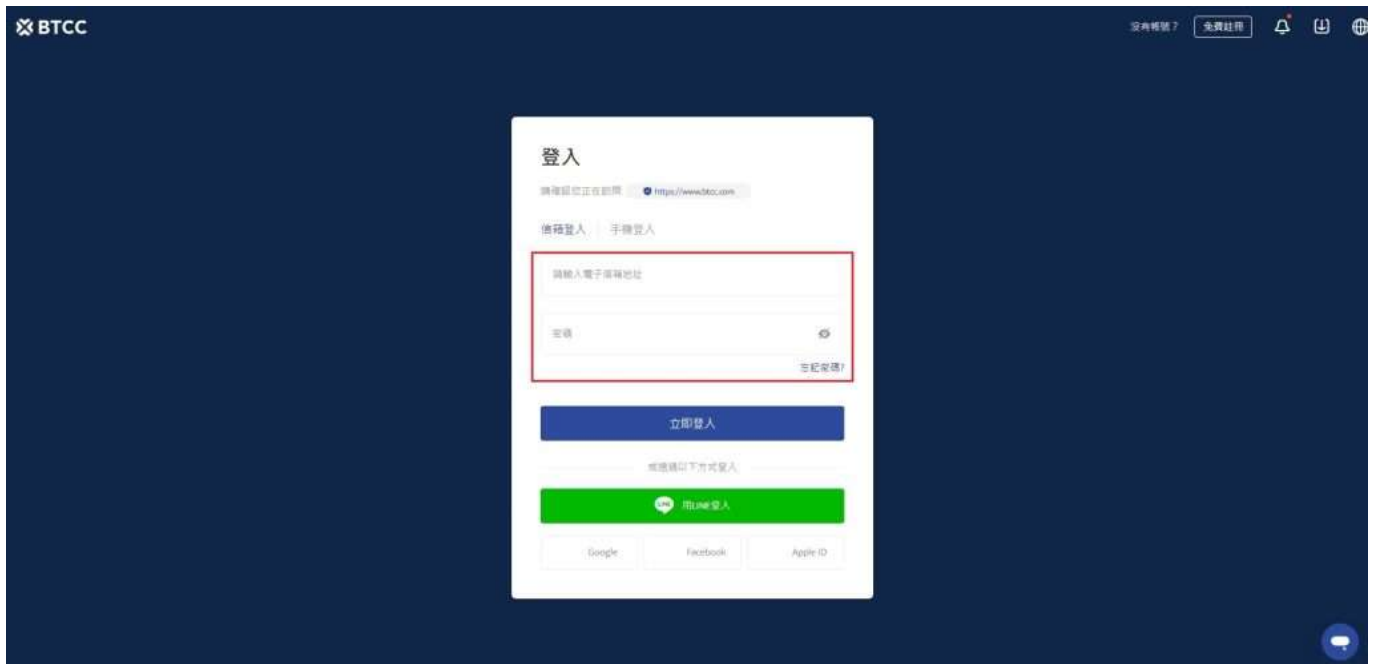 BTCC
沒有帳號？ 免費註冊
登入
請確認您正在訪問 https://www.btcc.com
信箱登入 手機登入
請輸入電子信箱地址
密碼
忘記密碼?
立即登入
或透過以下方式登入
LINE 用LINE登入
Google Facebook Apple ID